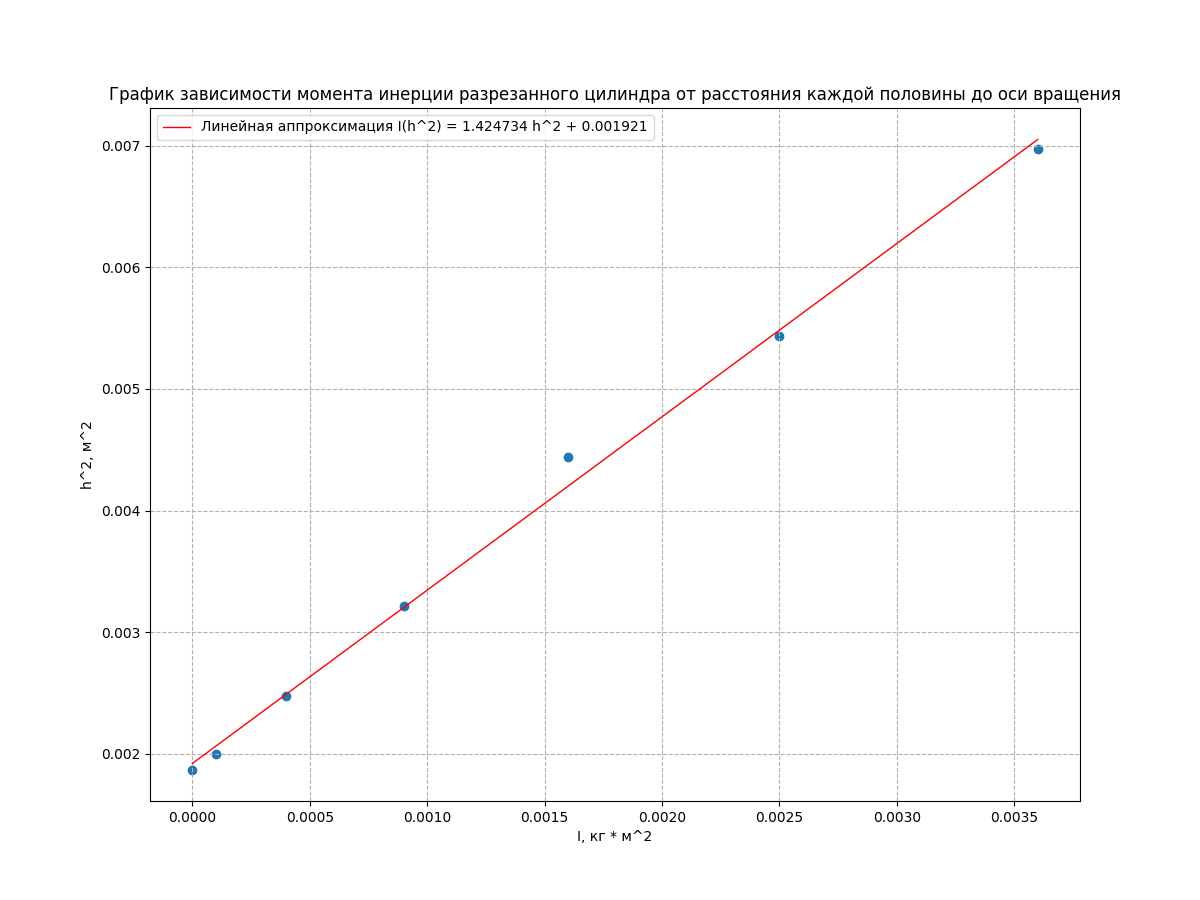 График зависимости момента инерции разрезанного цилиндра от расстояния каждой половины до оси вращения
Линейная аппроксимация I(h^2) = 1.424734 h^2 + 0.001921
0.007
0.006
0.005
0.004
0.003
0.002
h^2, м^2
0.0000 0.0005 0.0010 0.0015 0.0020 0.0025 0.0030 0.0035
I, кг * м^2